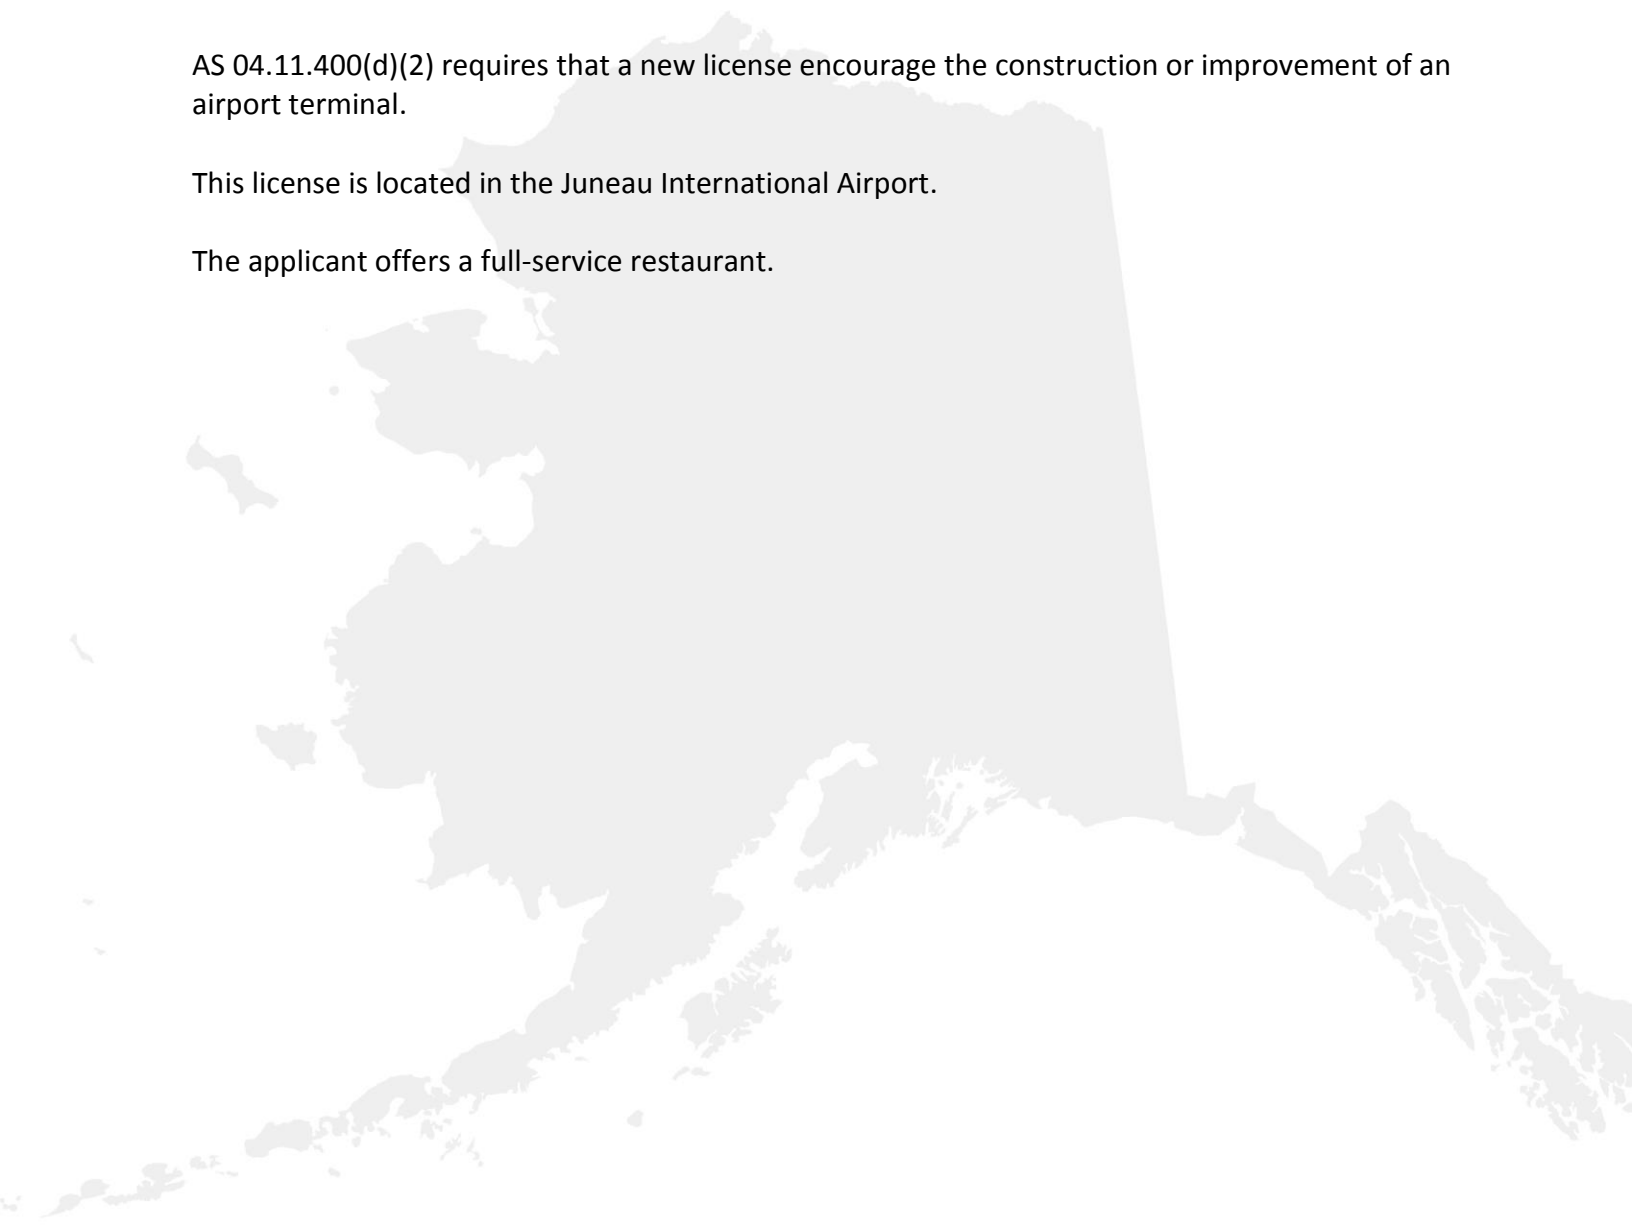 AS 04.11.400(d)(2) requires that a new license encourage the construction or improvement of an
airport terminal.
This license is located in the Juneau International Airport.
The applicant offers a full-service restaurant.